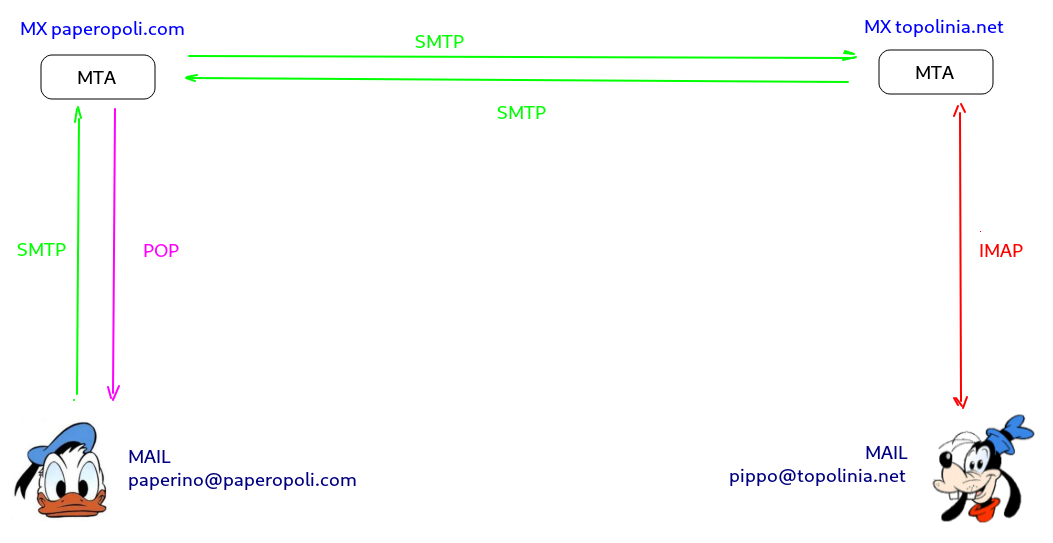 MX paperopoli.com
MX topolinia.net
SMTP
MTA
MTA
SMTP
SMTP
POP
IMAP
MAIL
paperino@paperopoli.com
MAIL
pippo@topolinia.net